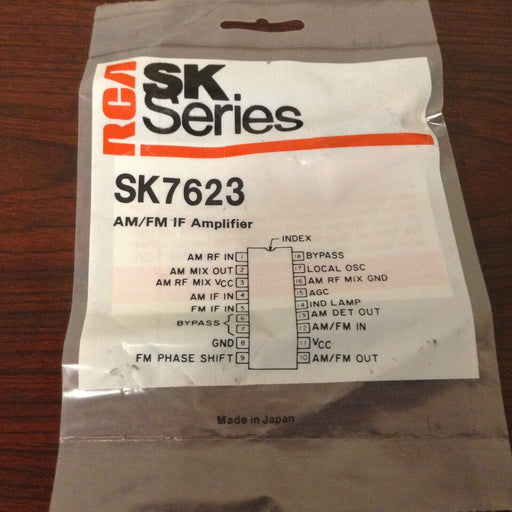 RCA
SK
Series
SK7623
AM/FM IF Amplifier
INDEX
AM RF IN 1
AM MIX OUT 2
AM RF MIX VCC 3
AM IF IN 4
FM IF IN 5
BYPASS { 6
7
GND 8
FM PHASE SHIFT 9
18 BYPASS
17 LOCAL OSC
16 AM RF MIX GND
15 AGC
14 IND LAMP
13 AM DET OUT
12 AM/FM IN
11 VCC
10 AM/FM OUT
Made in Japan